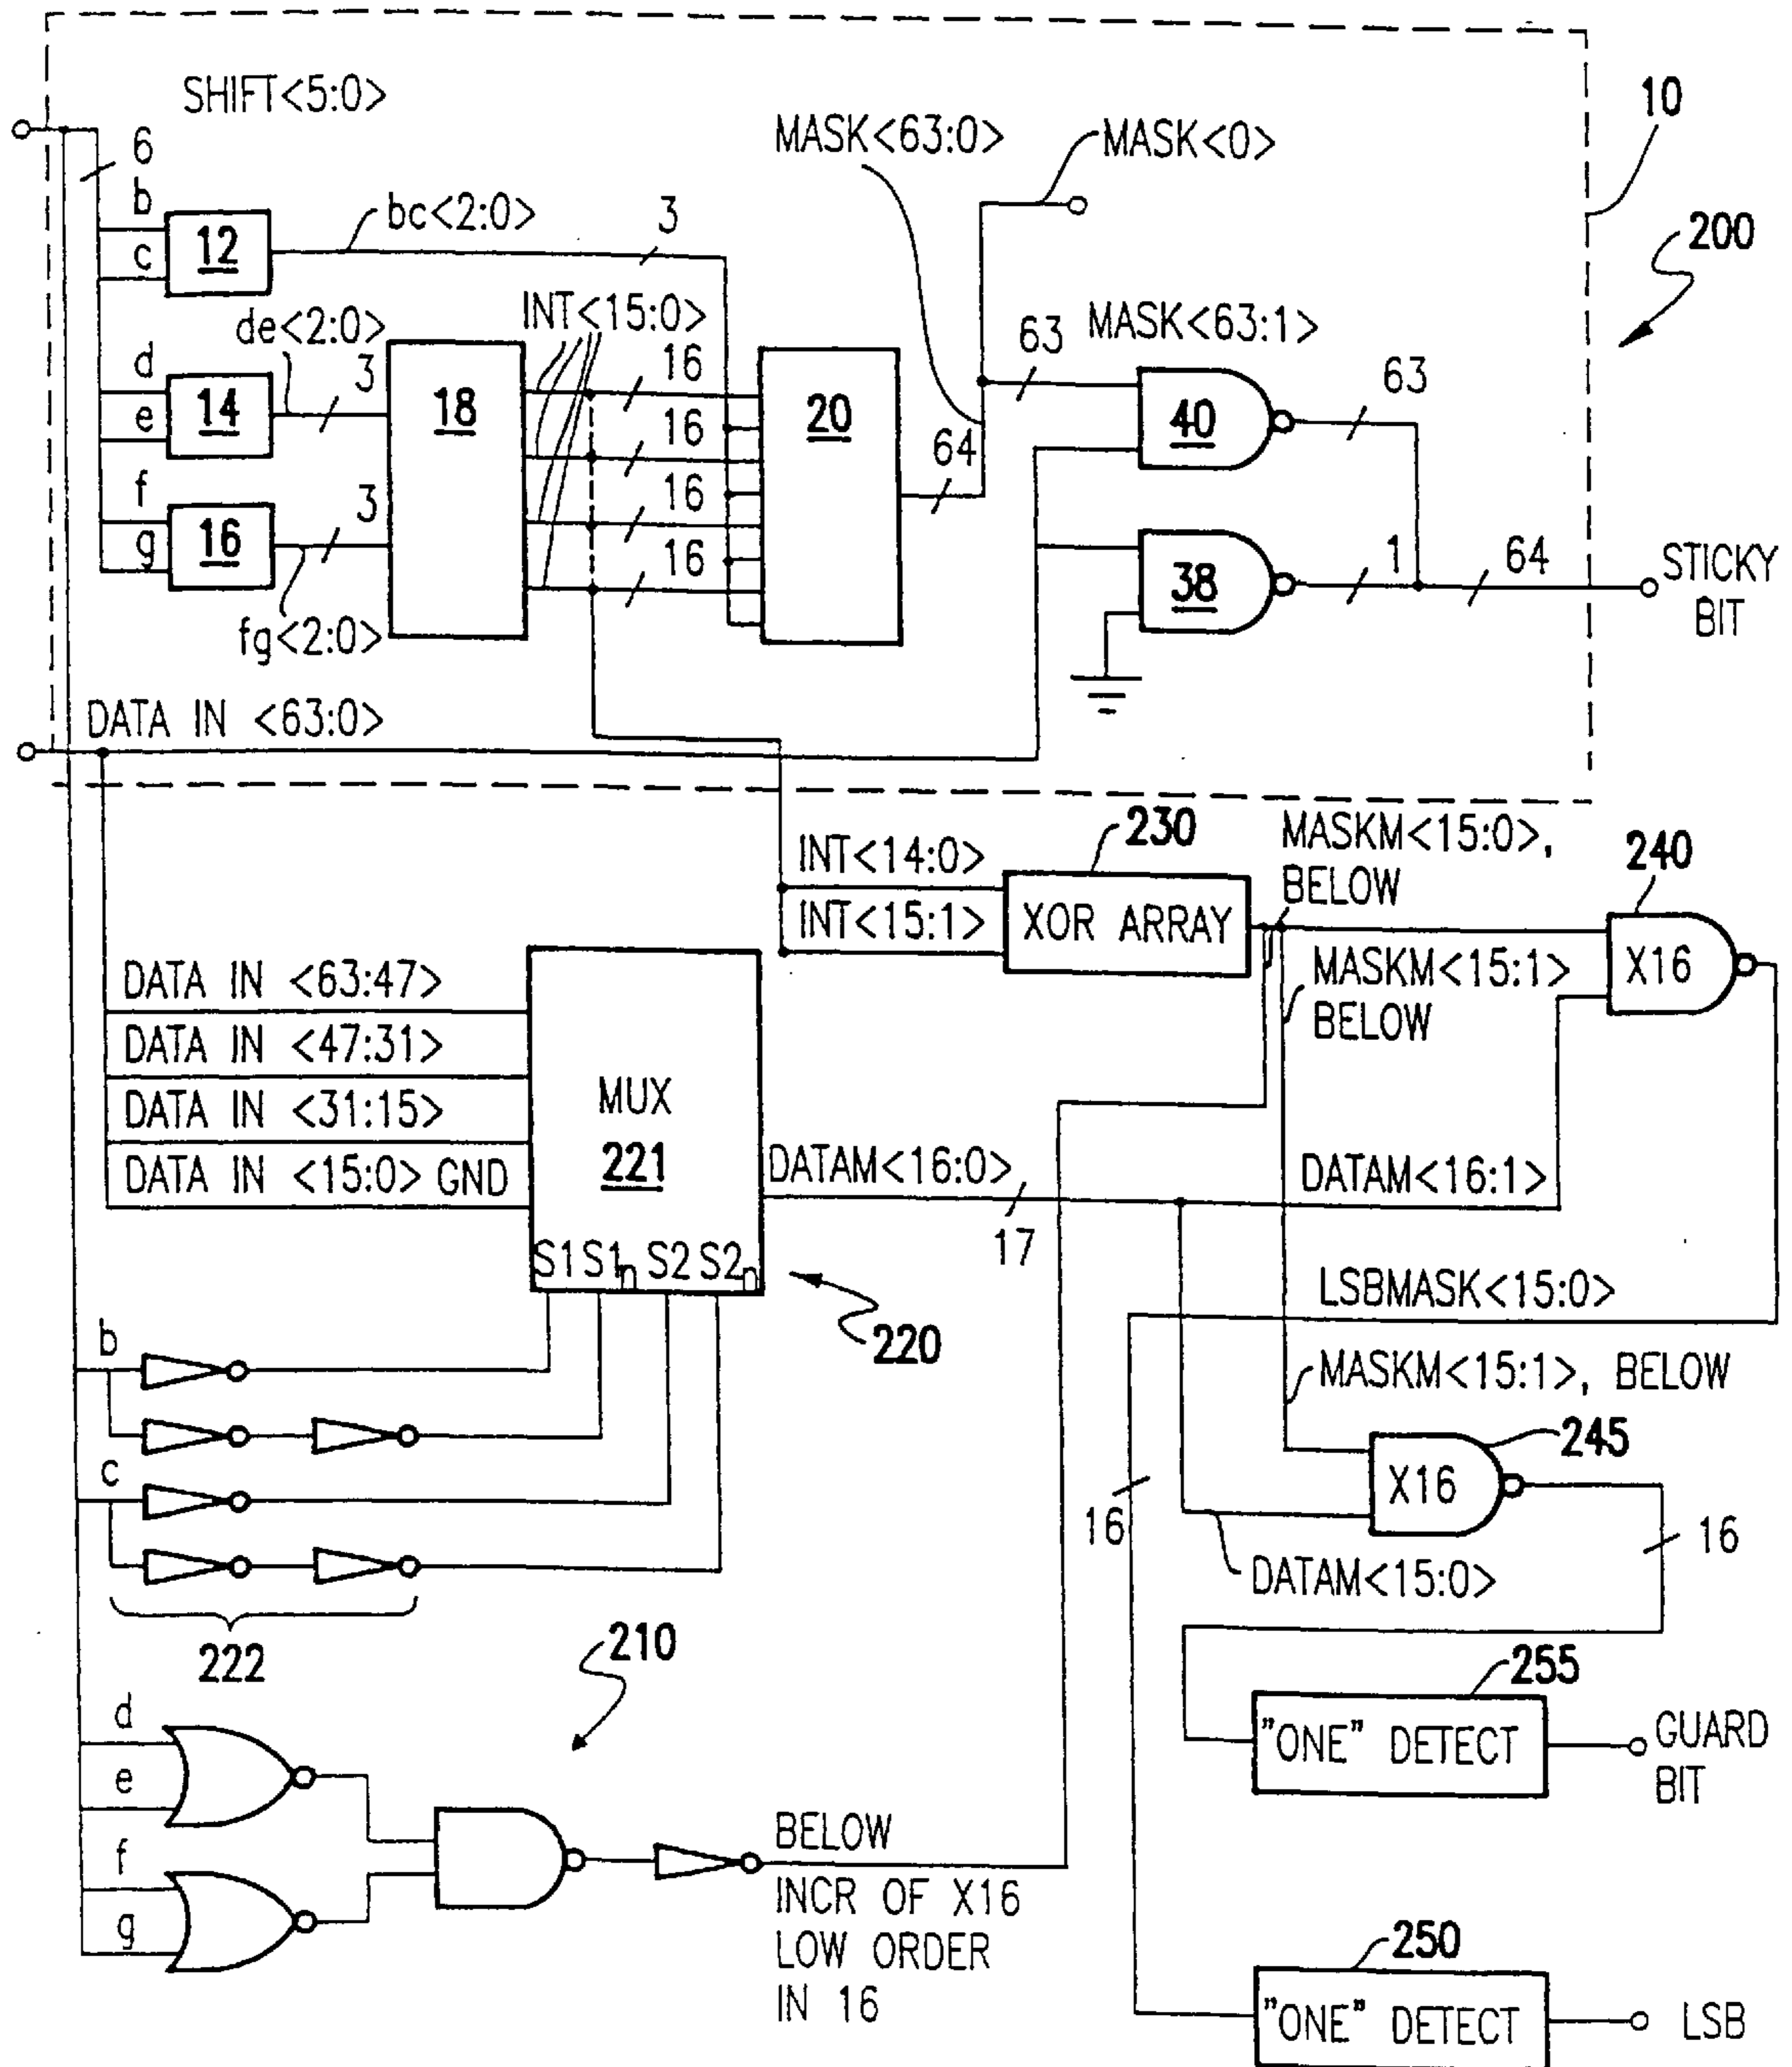 SHIFT<5:0>
10
6
MASK<63:0>
MASK<0>
b
c
12
bc<2:0>
3
200
de<2:0>
INT<15:0>
63
MASK<63:1>
d
e
14
3
18
16
20
40
63
16
64
f
g
16
3
16
38
1
64
STICKY
BIT
16
fg<2:0>
DATA IN <63:0>
230
MASKM<15:0>,
BELOW
240
INT<14:0>
INT<15:1>
XOR ARRAY
X16
MASKM<15:1>
BELOW
DATA IN <63:47>
DATA IN <47:31>
DATA IN <31:15>
DATA IN <15:0> GND
MUX
221
DATAM<16:0>
17
DATAM<16:1>
S1 S1n S2 S2n
220
LSBMASK<15:0>
b
MASKM<15:1>, BELOW
245
c
X16
16
16
DATAM<15:0>
222
210
255
d
e
"ONE" DETECT
GUARD
BIT
f
g
BELOW
INCR OF X16
LOW ORDER
IN 16
250
"ONE" DETECT
LSB